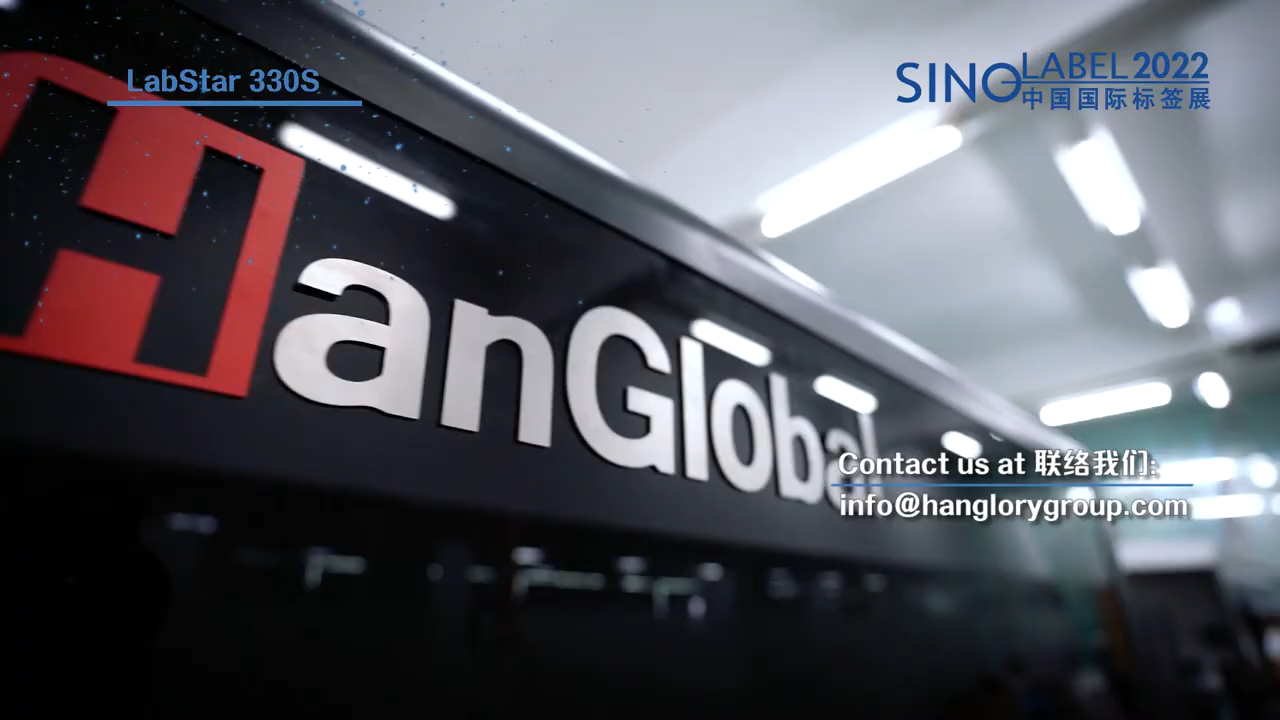 LabStar 330S
SINO LABEL 2022
中国国际标签展
HanGlobal
Contact us at 联络我们:
info@hanglorygroup.com